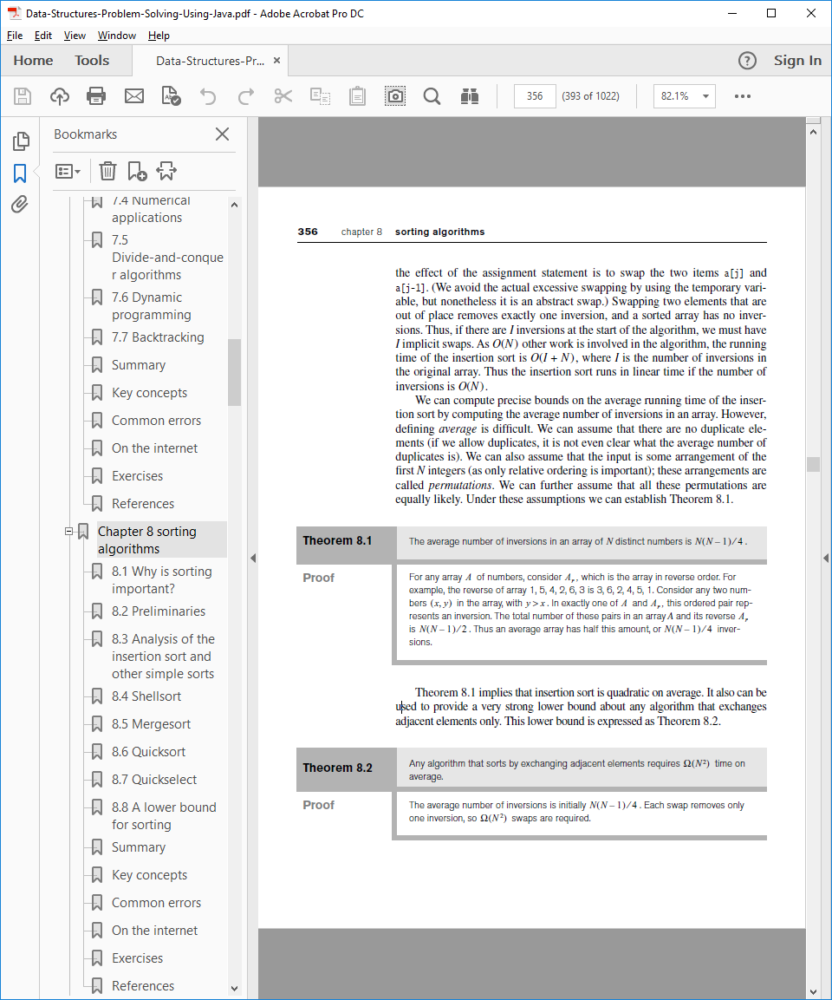 Data-Structures-Problem-Solving-Using-Java.pdf - Adobe Acrobat Pro DC
File Edit View Window Help
Home Tools Data-Structures-Pr... × ? Sign In
356 (393 of 1022) 82.1%
Bookmarks
7.4 Numerical
applications
7.5
Divide-and-conque
r algorithms
7.6 Dynamic
programming
7.7 Backtracking
Summary
Key concepts
Common errors
On the internet
Exercises
References
Chapter 8 sorting
algorithms
8.1 Why is sorting
important?
8.2 Preliminaries
8.3 Analysis of the
insertion sort and
other simple sorts
8.4 Shellsort
8.5 Mergesort
8.6 Quicksort
8.7 Quickselect
8.8 A lower bound
for sorting
Summary
Key concepts
Common errors
On the internet
Exercises
References
356 chapter 8 sorting algorithms
the effect of the assignment statement is to swap the two items a[j] and
a[j-1]. (We avoid the actual excessive swapping by using the temporary vari-
able, but nonetheless it is an abstract swap.) Swapping two elements that are
out of place removes exactly one inversion, and a sorted array has no inver-
sions. Thus, if there are I inversions at the start of the algorithm, we must have
I implicit swaps. As O(N) other work is involved in the algorithm, the running
time of the insertion sort is O(I + N), where I is the number of inversions in
the original array. Thus the insertion sort runs in linear time if the number of
inversions is O(N).
We can compute precise bounds on the average running time of the inser-
tion sort by computing the average number of inversions in an array. However,
defining average is difficult. We can assume that there are no duplicate ele-
ments (if we allow duplicates, it is not even clear what the average number of
duplicates is). We can also assume that the input is some arrangement of the
first N integers (as only relative ordering is important); these arrangements are
called permutations. We can further assume that all these permutations are
equally likely. Under these assumptions we can establish Theorem 8.1.
Theorem 8.1 The average number of inversions in an array of N distinct numbers is N(N – 1)/4 .
Proof For any array A of numbers, consider Aᵣ, which is the array in reverse order. For
example, the reverse of array 1, 5, 4, 2, 6, 3 is 3, 6, 2, 4, 5, 1. Consider any two num-
bers (x, y) in the array, with y > x . In exactly one of A and Aᵣ, this ordered pair rep-
resents an inversion. The total number of these pairs in an array A and its reverse Aᵣ
is N(N – 1)/2 . Thus an average array has half this amount, or N(N – 1)/4 inver-
sions.
Theorem 8.1 implies that insertion sort is quadratic on average. It also can be
used to provide a very strong lower bound about any algorithm that exchanges
adjacent elements only. This lower bound is expressed as Theorem 8.2.
Theorem 8.2 Any algorithm that sorts by exchanging adjacent elements requires Ω(N²) time on
average.
Proof The average number of inversions is initially N(N – 1)/4 . Each swap removes only
one inversion, so Ω(N²) swaps are required.